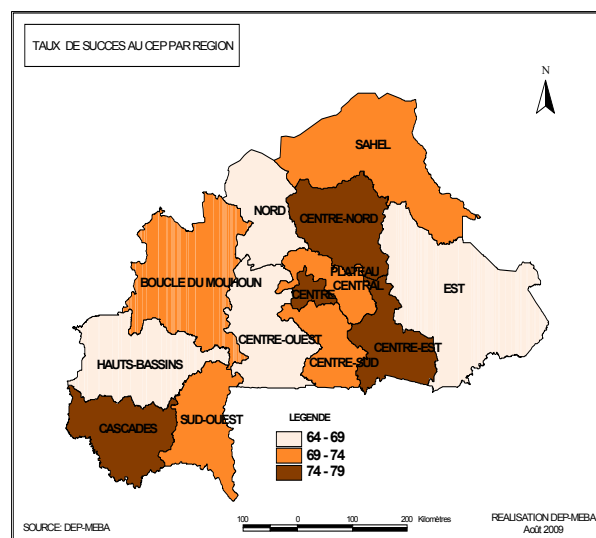 TAUX DE SUCCES AU CEP PAR REGION
N
SAHEL
NORD
CENTRE-NORD
BOUCLE DU MOUHOUN
PLATEAU
CENTRAL
CENTRE
EST
CENTRE-OUEST
CENTRE-EST
HAUTS-BASSINS
CENTRE-SUD
SUD-OUEST
CASCADES
LEGENDE
64 - 69
69 - 74
74 - 79
100 0 100 200 Kilomètres
SOURCE: DEP-MEBA
REALISATION DEP-MEBA
Août 2009